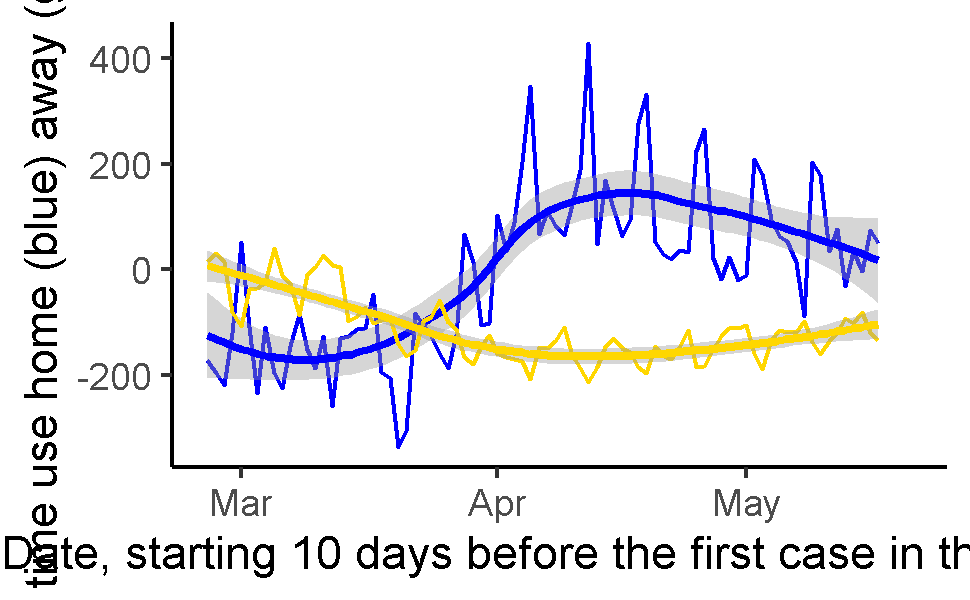 time use home (blue) away (
400
200
0
-200
Mar Apr May
Date, starting 10 days before the first case in th